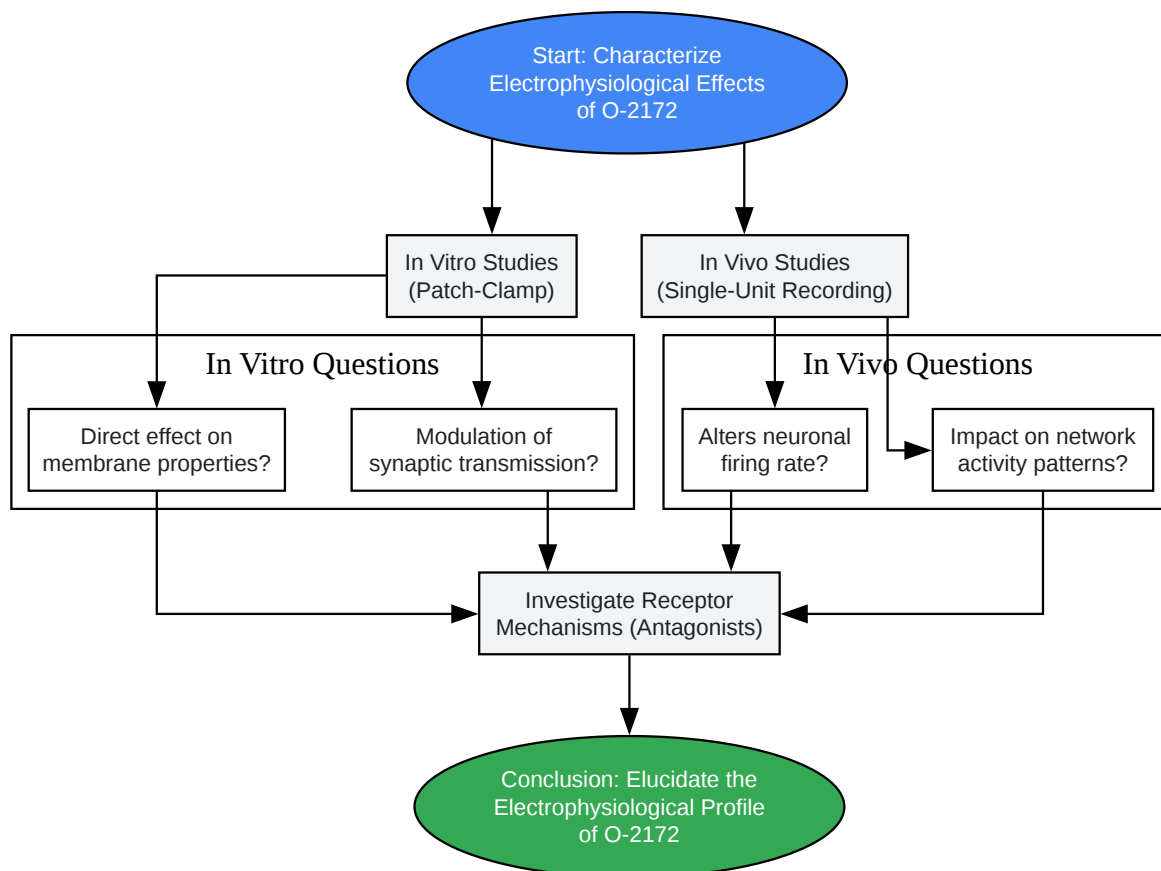 Start: Characterize
Electrophysiological Effects
of O-2172
In Vitro Studies
(Patch-Clamp)
In Vivo Studies
(Single-Unit Recording)
In Vitro Questions
In Vivo Questions
Direct effect on
membrane properties?
Modulation of
synaptic transmission?
Alters neuronal
firing rate?
Impact on network
activity patterns?
Investigate Receptor
Mechanisms (Antagonists)
Conclusion: Elucidate the
Electrophysiological Profile
of O-2172